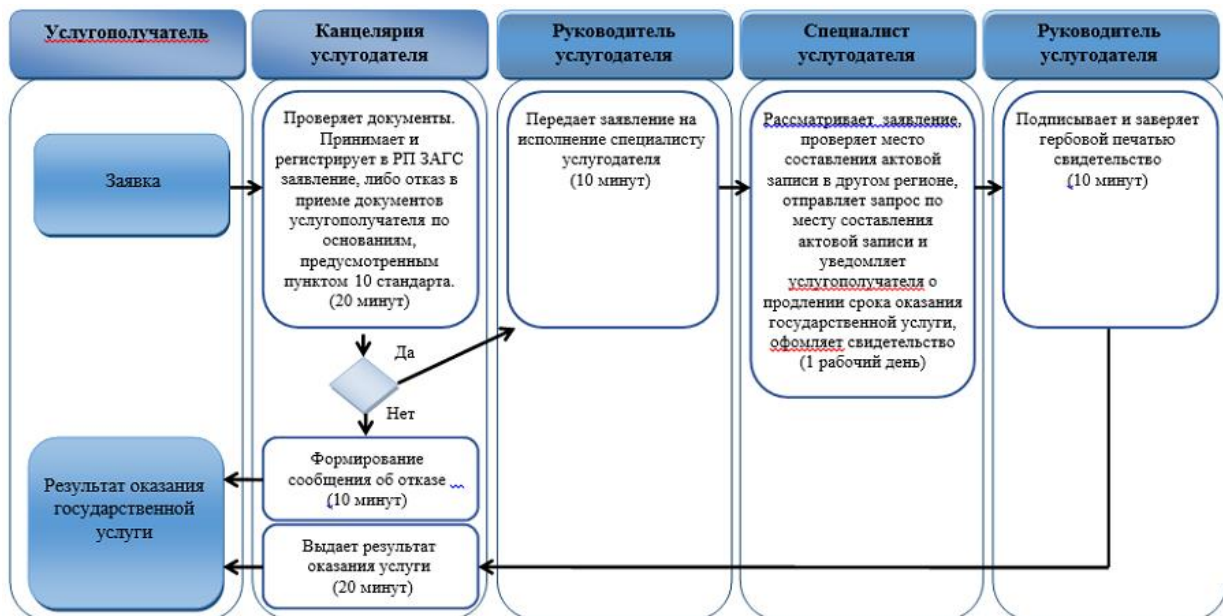 Услугополучатель
Канцелярия
услугодателя
Руководитель
услугодателя
Специалист
услугодателя
Руководитель
услугодателя
Заявка
Проверяет документы.
Принимает и
регистрирует в РП ЗАГС
заявление, либо отказ в
приеме документов
услугополучателя по
основаниям,
предусмотренным
пунктом 10 стандарта.
(20 минут)
Передает заявление на
исполнение специалисту
услугодателя
(10 минут)
Рассматривает заявление,
проверяет место
составления актовой
записи в другом регионе,
отправляет запрос по
месту составления
актовой записи и
уведомляет
услугополучателя о
продлении срока оказания
государственной услуги,
офомляет свидетельство
(1 рабочий день)
Подписывает и заверяет
гербовой печатью
свидетельство
(10 минут)
Да
Нет
Формирование
сообщения об отказе
(10 минут)
Результат оказания
государственной
услуги
Выдает результат
оказания услуги
(20 минут)